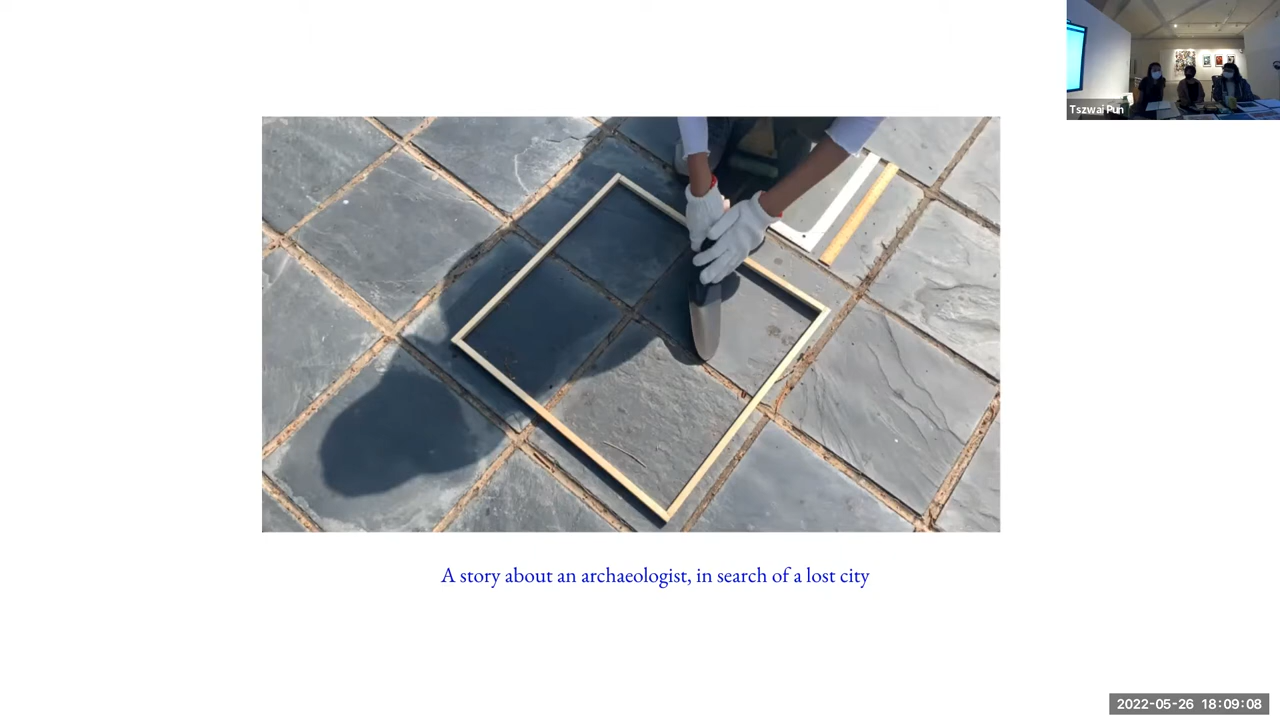 Tszwai Pun
A story about an archaeologist, in search of a lost city
2022-05-26 18:09:08